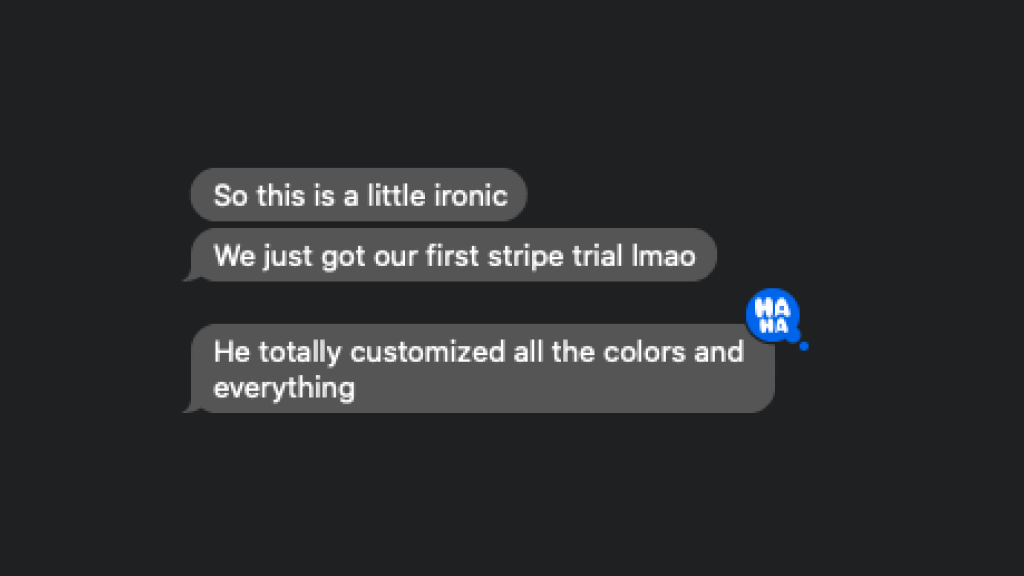 So this is a little ironic
We just got our first stripe trial lmao
HA
HA
He totally customized all the colors and
everything